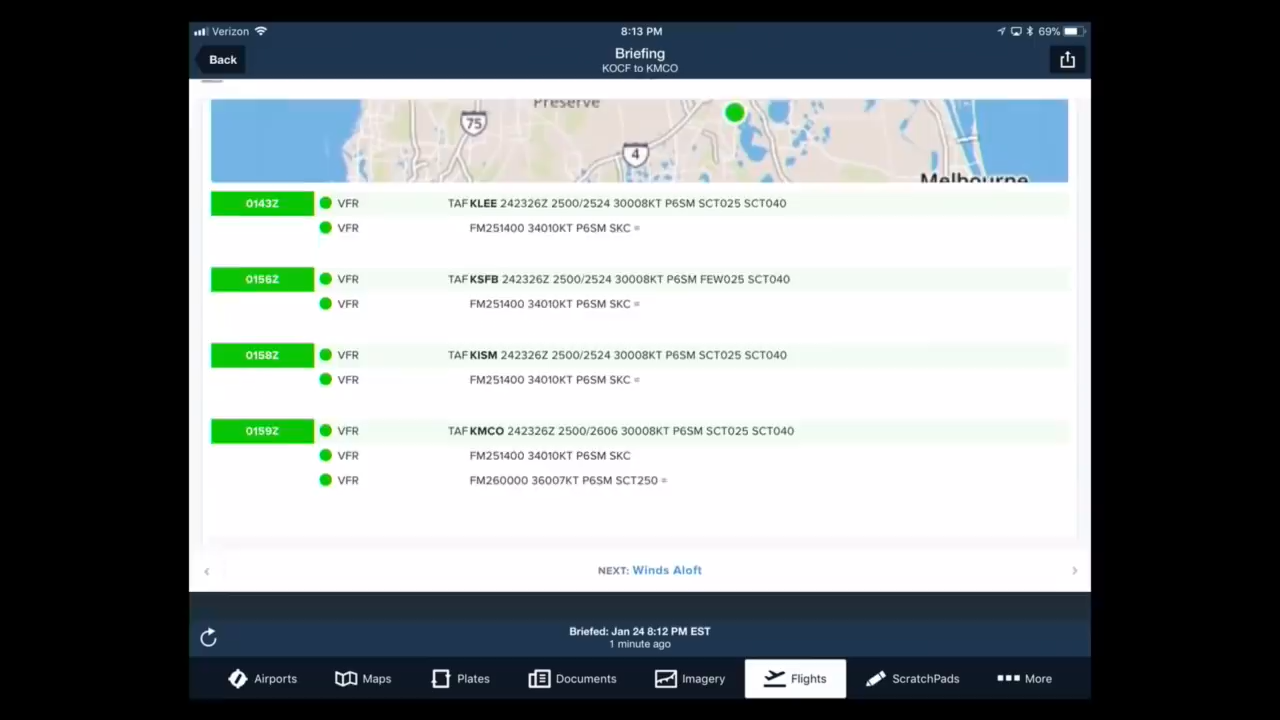 Verizon 8:13 PM 69%
Back
Briefing
KOCF to KMCO
Preserve
75
4
Melbourne
0143Z VFR TAF KLEE 242326Z 2500/2524 30008KT P6SM SCT025 SCT040
VFR FM251400 34010KT P6SM SKC =
0156Z VFR TAF KSFB 242326Z 2500/2524 30008KT P6SM FEW025 SCT040
VFR FM251400 34010KT P6SM SKC =
0158Z VFR TAF KISM 242326Z 2500/2524 30008KT P6SM SCT025 SCT040
VFR FM251400 34010KT P6SM SKC =
0159Z VFR TAF KMCO 242326Z 2500/2606 30008KT P6SM SCT025 SCT040
VFR FM251400 34010KT P6SM SKC
VFR FM260000 36007KT P6SM SCT250 =
NEXT: Winds Aloft
Briefed: Jan 24 8:12 PM EST
1 minute ago
Airports Maps Plates Documents Imagery Flights ScratchPads More